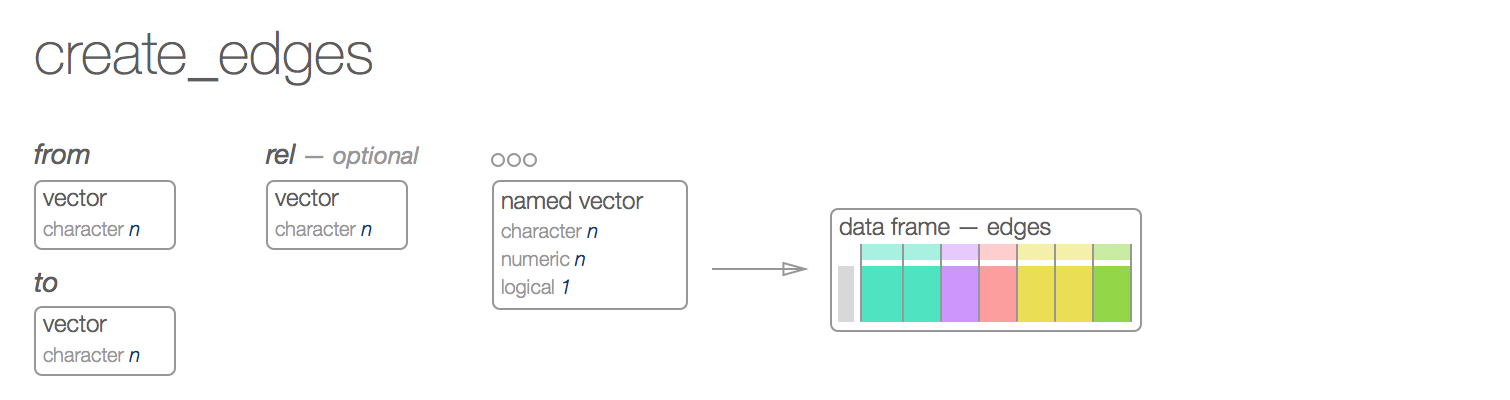 create_edges
from
vector
character n
to
vector
character n
rel — optional
vector
character n
named vector
character n
numeric n
logical 1
data frame — edges